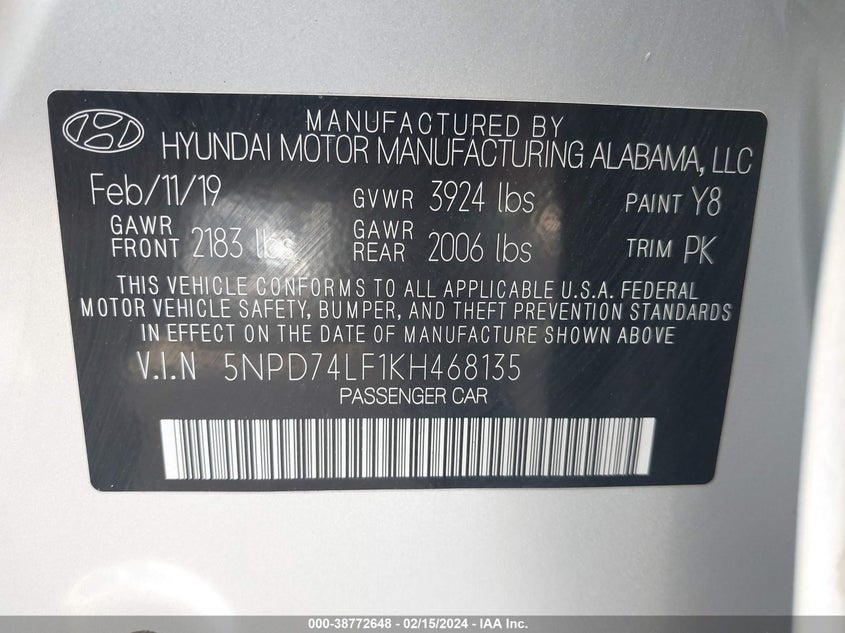 MANUFACTURED BY
HYUNDAI MOTOR MANUFACTURING ALABAMA, LLC
Feb/11/19 GVWR 3924 lbs PAINT Y8
GAWR FRONT 2183 lbs GAWR REAR 2006 lbs TRIM PK
THIS VEHICLE CONFORMS TO ALL APPLICABLE U.S.A. FEDERAL
MOTOR VEHICLE SAFETY, BUMPER, AND THEFT PREVENTION STANDARDS
IN EFFECT ON THE DATE OF MANUFACTURE SHOWN ABOVE
V.I.N 5NPD74LF1KH468135
PASSENGER CAR
000-38772648 - 02/15/2024 - IAA Inc.